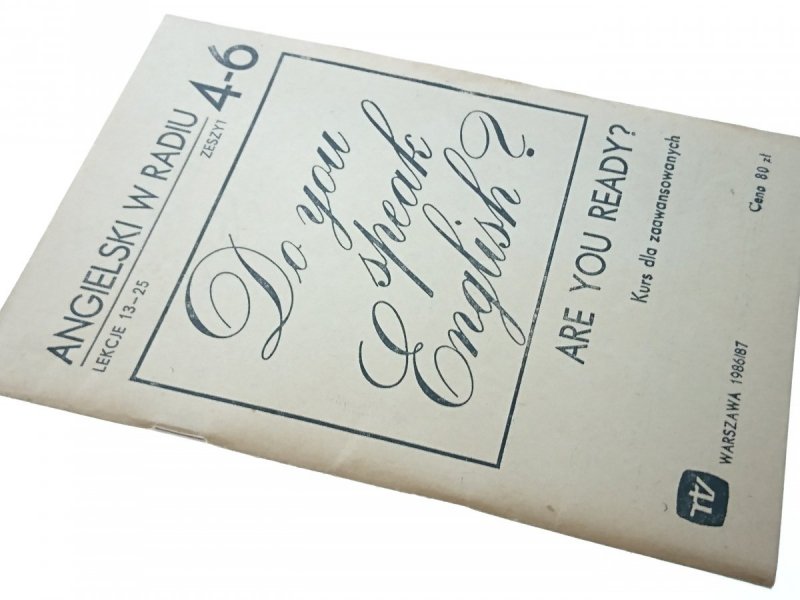 ANGIELSKI W RADIU
LEKCJE 13-25
ZESZYT 4-6
Do you
speak
English?
ARE YOU READY?
Kurs dla zaawansowanych
Cena 80 zł
WARSZAWA 1986/87